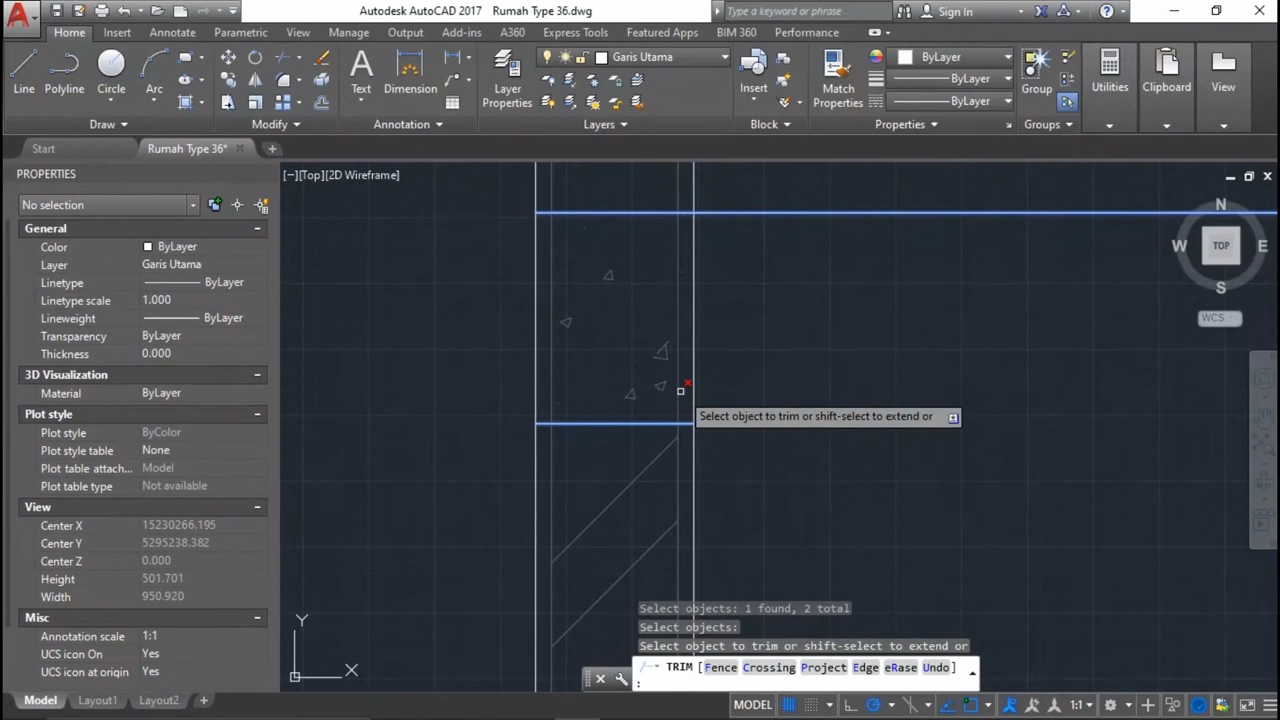 Autodesk AutoCAD 2017 Rumah Type 36.dwg
Type a keyword or phrase
Sign In
Home Insert Annotate Parametric View Manage Output Add-ins A360 Express Tools Featured Apps BIM 360 Performance
Line
Polyline
Circle
Arc
Text
Dimension
Layer
Properties
Garis Utama
Insert
Match
Properties
ByLayer
ByLayer
ByLayer
Group
Utilities
Clipboard
View
Draw
Modify
Annotation
Layers
Block
Properties
Groups
Start
Rumah Type 36*
PROPERTIES
No selection
General
Color ByLayer
Layer Garis Utama
Linetype ByLayer
Linetype scale 1.000
Lineweight ByLayer
Transparency ByLayer
Thickness 0.000
3D Visualization
Material ByLayer
Plot style
Plot style ByColor
Plot style table None
Plot table attach... Model
Plot table type Not available
View
Center X 15230266.195
Center Y 5295238.382
Center Z 0.000
Height 501.701
Width 950.920
Misc
Annotation scale 1:1
UCS icon On Yes
UCS icon at origin Yes
[−][Top][2D Wireframe]
N
W TOP E
S
WCS
Select object to trim or shift-select to extend or
Y
X
Select objects: 1 found, 2 total
Select objects:
Select object to trim or shift-select to extend or
TRIM [Fence Crossing Project Edge eRase Undo]
:
Model Layout1 Layout2
MODEL
1:1